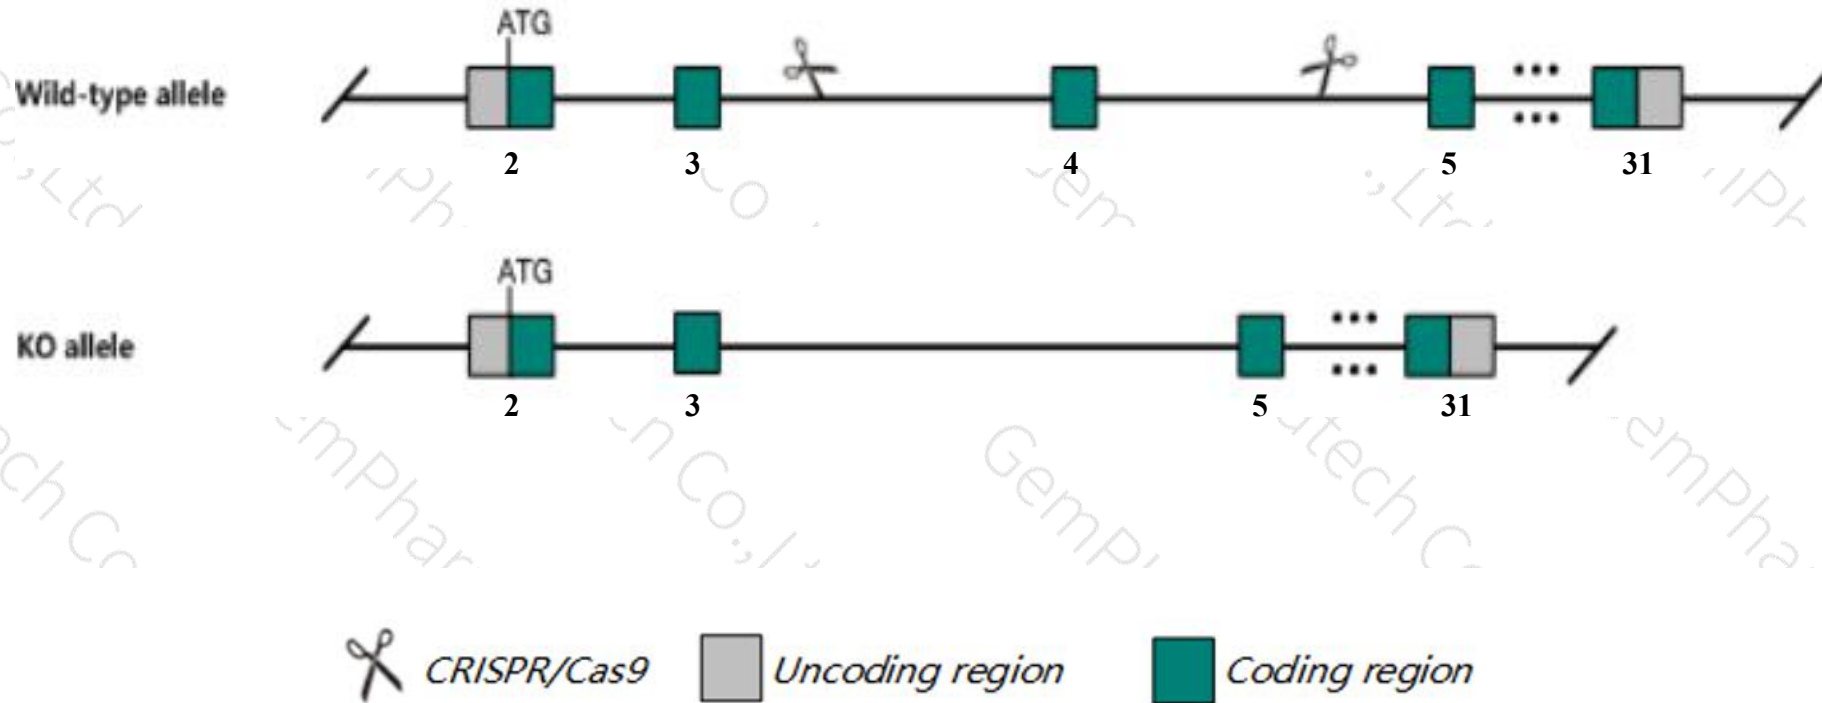 ATG
Wild-type allele
2 3 4 5 31
ATG
KO allele
2 3 5 31
CRISPR/Cas9 Uncoding region Coding region